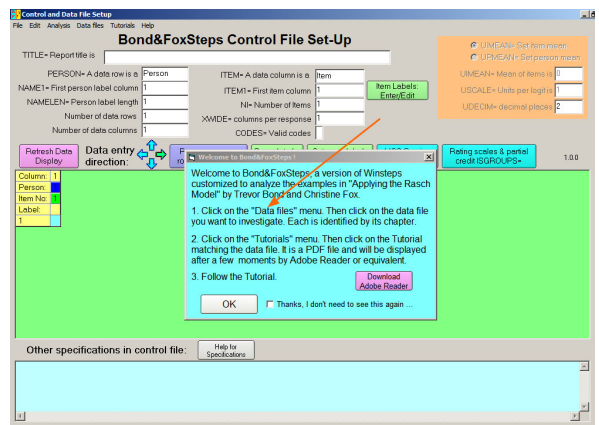 Control and Data File Setup
File Edit Analysis Data files Tutorials Help
Bond&FoxSteps Control File Set-Up
TITLE= Report title is
PERSON= A data row is a Person
NAME1= First person label column 1
NAMELEN= Person label length 1
Number of data rows 1
Number of data columns 1
ITEM= A data column is a Item
ITEM1= First item column 1
NI= Number of items 1
XWIDE= columns per response 1
CODES= Valid codes
Item Labels:
Enter/Edit
UIMEAN= Set item mean
UPMEAN= Set person mean
UMEAN= Mean of items is 0
USCALE= Units per logit is 1
UDECIM= decimal places 2
Refresh Data
Display
Data entry
direction:
Rating scales & partial
credit ISGROUPS=
1.0.0
Column: 1
Person:
Item No: 1
Label:
1
Welcome to Bond&FoxSteps!
Welcome to Bond&FoxSteps, a version of Winsteps
customized to analyze the examples in "Applying the Rasch
Model" by Trevor Bond and Christine Fox.
1. Click on the "Data files" menu. Then click on the data file
you want to investigate. Each is identified by its chapter.
2. Click on the "Tutorials" menu. Then click on the Tutorial
matching the data file. It is a PDF file and will be displayed
after a few moments by Adobe Reader or equivalent.
3. Follow the Tutorial.
Download
Adobe Reader
OK
Thanks, I don't need to see this again ...
Other specifications in control file:
Help for
Specifications